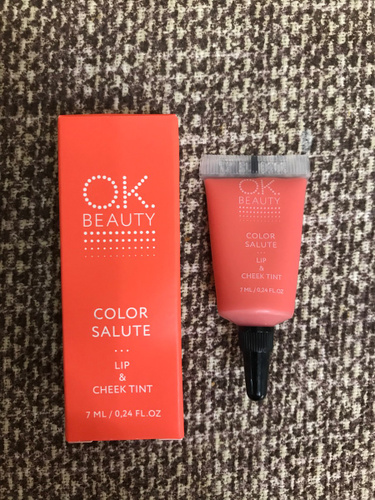 O.K.
BEAUTY
COLOR
SALUTE
LIP
&
CHEEK TINT
7 ML / 0,24 FL.OZ
O.K.
BEAUTY
COLOR
SALUTE
LIP
&
CHEEK TINT
7 ML / 0,24 FL.OZ